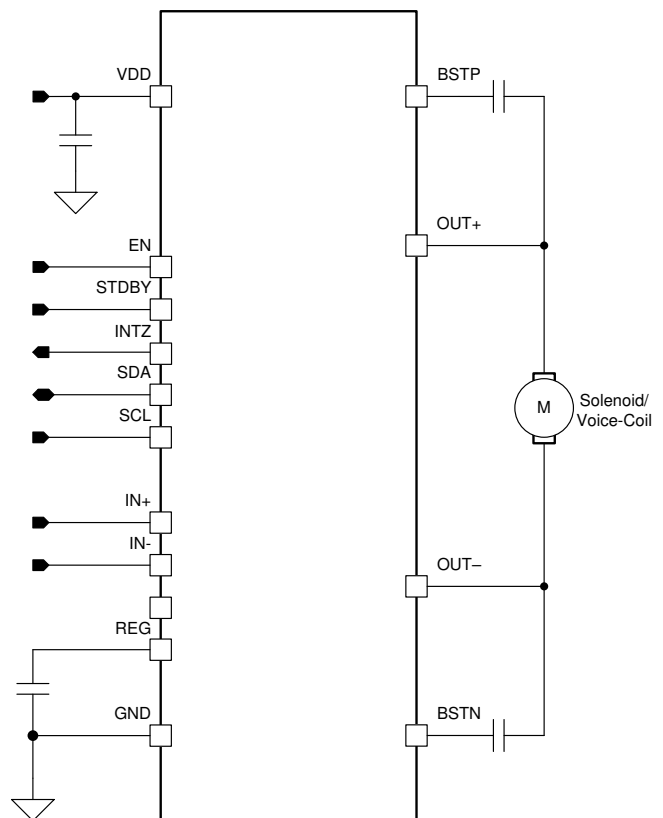 VDD
BSTP
OUT+
EN
STDBY
INTZ
SDA
SCL
M
Solenoid/
Voice-Coil
IN+
IN-
OUT–
REG
GND
BSTN